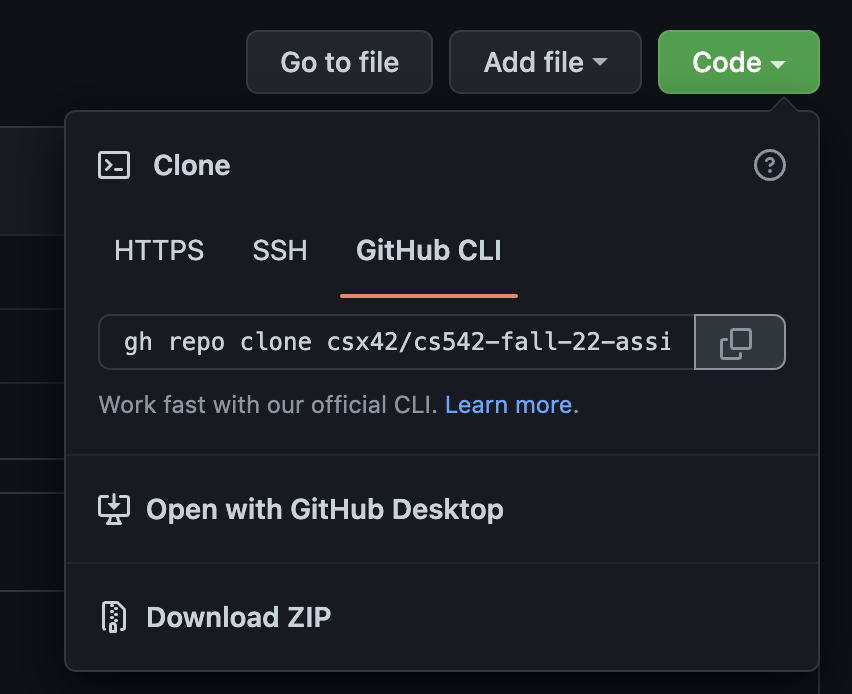 Go to file Add file Code
Clone
HTTPS SSH GitHub CLI
gh repo clone csx42/cs542-fall-22-assi
Work fast with our official CLI. Learn more.
Open with GitHub Desktop
Download ZIP